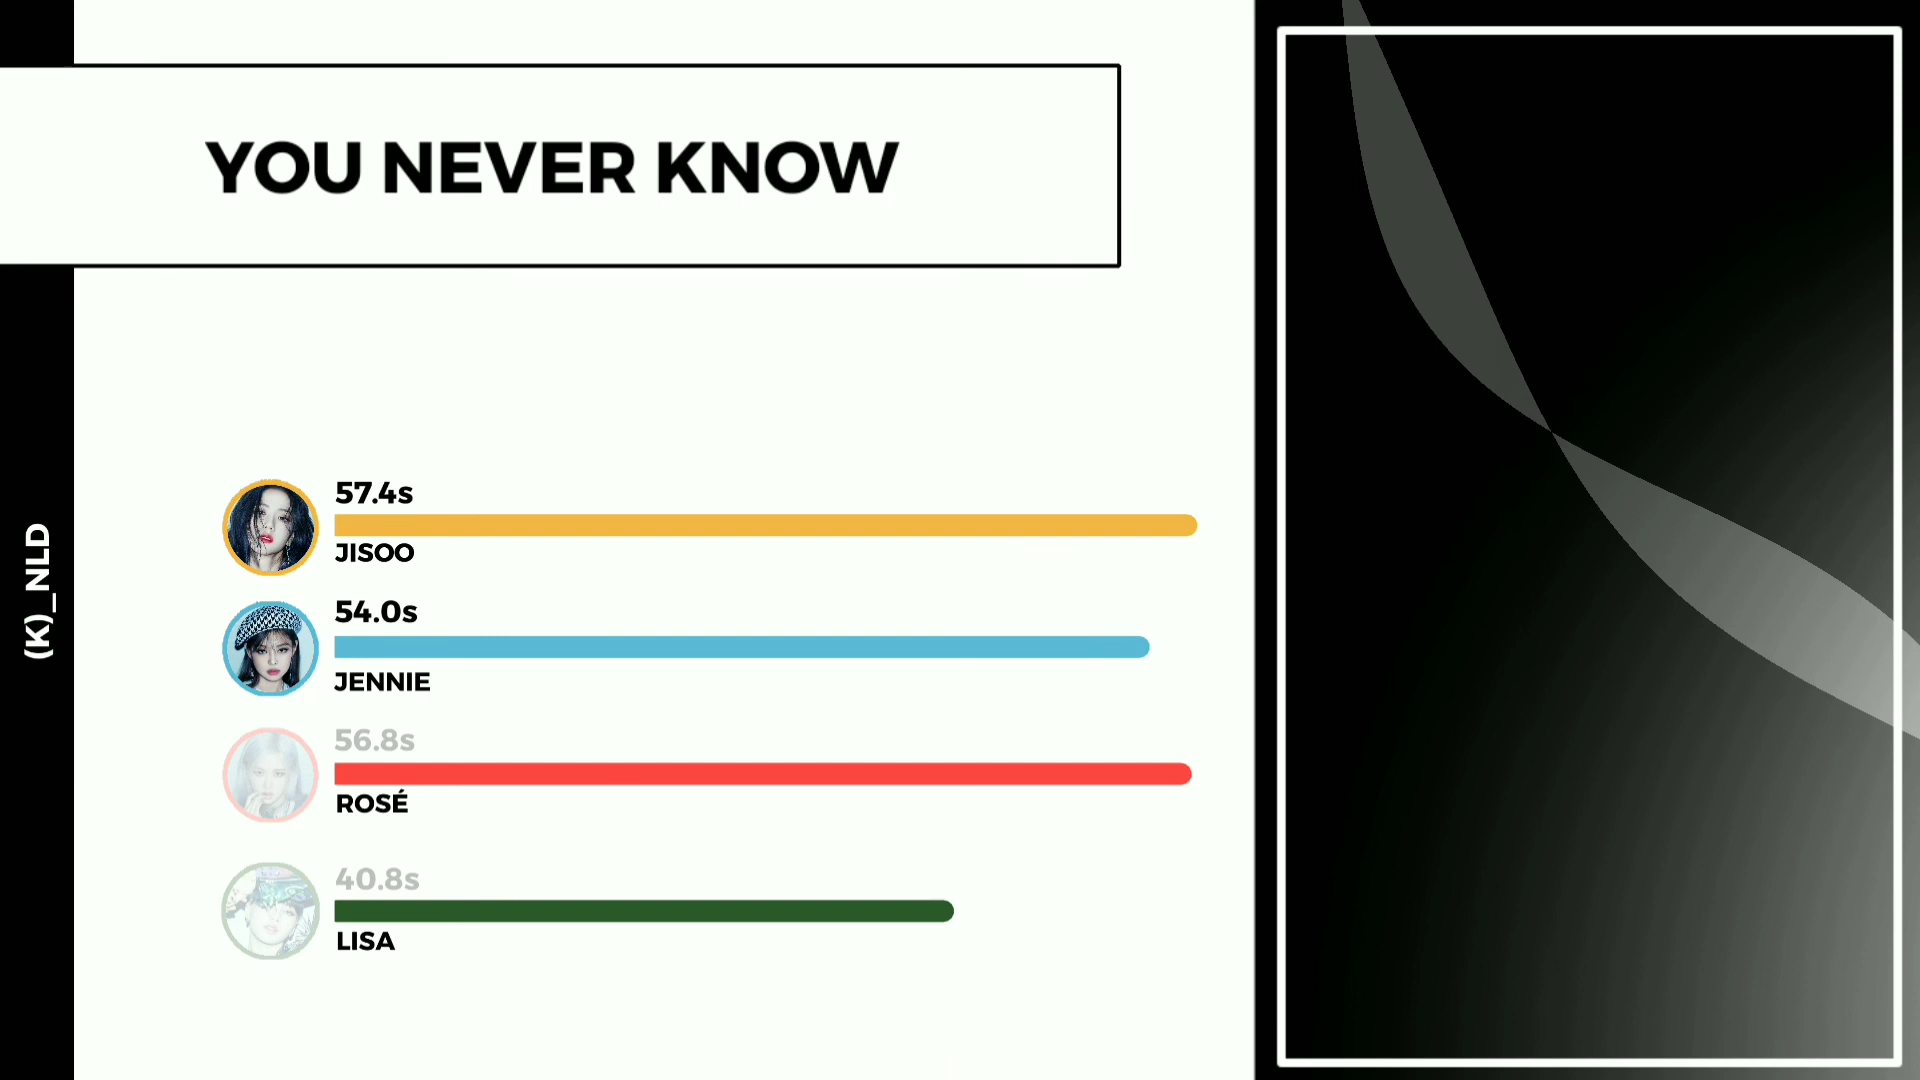 YOU NEVER KNOW
(K)_NLD
57.4s
JISOO
54.0s
JENNIE
56.8s
ROSÉ
40.8s
LISA